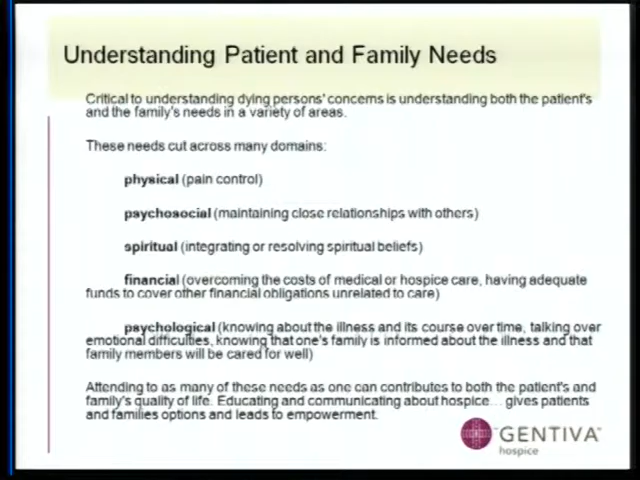 Understanding Patient and Family Needs
Critical to understanding dying persons' concerns is understanding both the patient's
and the family's needs in a variety of areas.
These needs cut across many domains:
physical (pain control)
psychosocial (maintaining close relationships with others)
spiritual (integrating or resolving spiritual beliefs)
financial (overcoming the costs of medical or hospice care, having adequate
funds to cover other financial obligations unrelated to care)
psychological (knowing about the illness and its course over time, talking over
emotional difficulties, knowing that one's family is informed about the illness and that
family members will be cared for well)
Attending to as many of these needs as one can contributes to both the patient's and
family's quality of life. Educating and communicating about hospice... gives patients
and families options and leads to empowerment.
GENTIVA
hospice